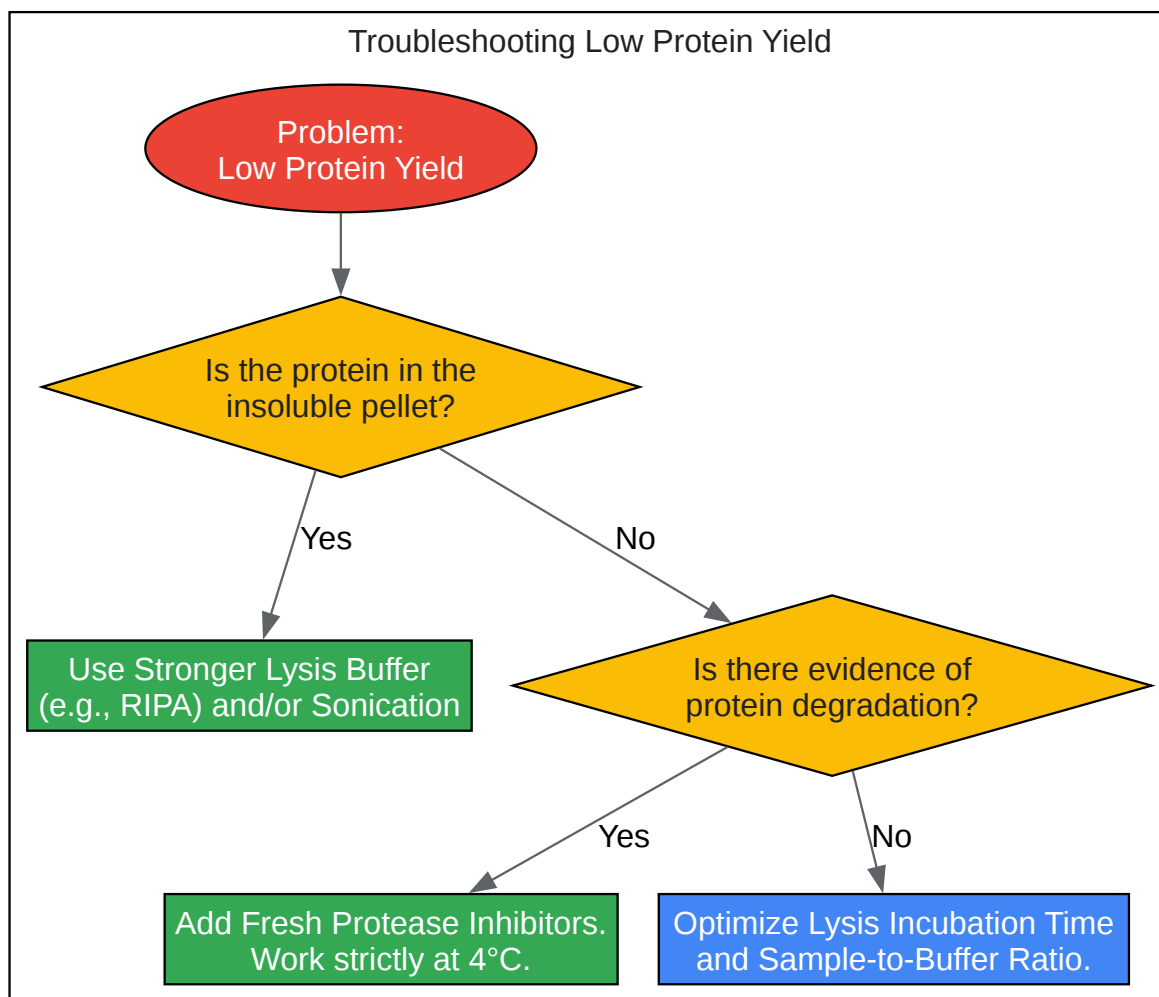 Troubleshooting Low Protein Yield
Problem:
Low Protein Yield
Is the protein in the
insoluble pellet?
Yes
No
Use Stronger Lysis Buffer
(e.g., RIPA) and/or Sonication
Is there evidence of
protein degradation?
Yes
No
Add Fresh Protease Inhibitors.
Work strictly at 4°C.
Optimize Lysis Incubation Time
and Sample-to-Buffer Ratio.